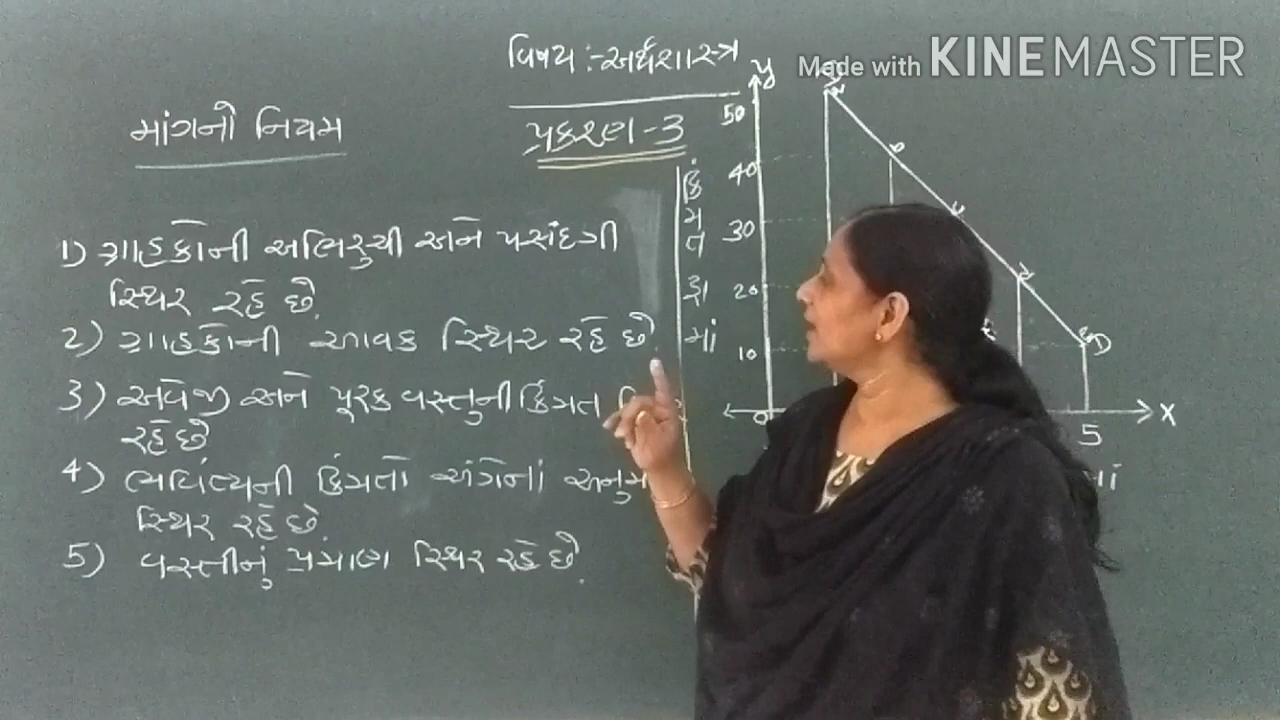 વિષય :- અર્થશાસ્ત્ર
Made with KINEMASTER
પ્રકરણ-3
માંગનો નિયમ
1) ગ્રાહકોની અભિરુચી અને પસંદગી
સ્થિર રહે છે.
2) ગ્રાહકોની આવક સ્થિર રહે છે.
3) અવેજી અને પૂરક વસ્તુની કિંમત
રહે છે
4) ભવિષ્યની કિંમતો અંગેનાં
સ્થિર રહે છે.
5) વસ્તીનું પ્રમાણ સ્થિર રહે છે.
y
50
40
30
20
10
0
કિંમત રૂા માં
D
X
5